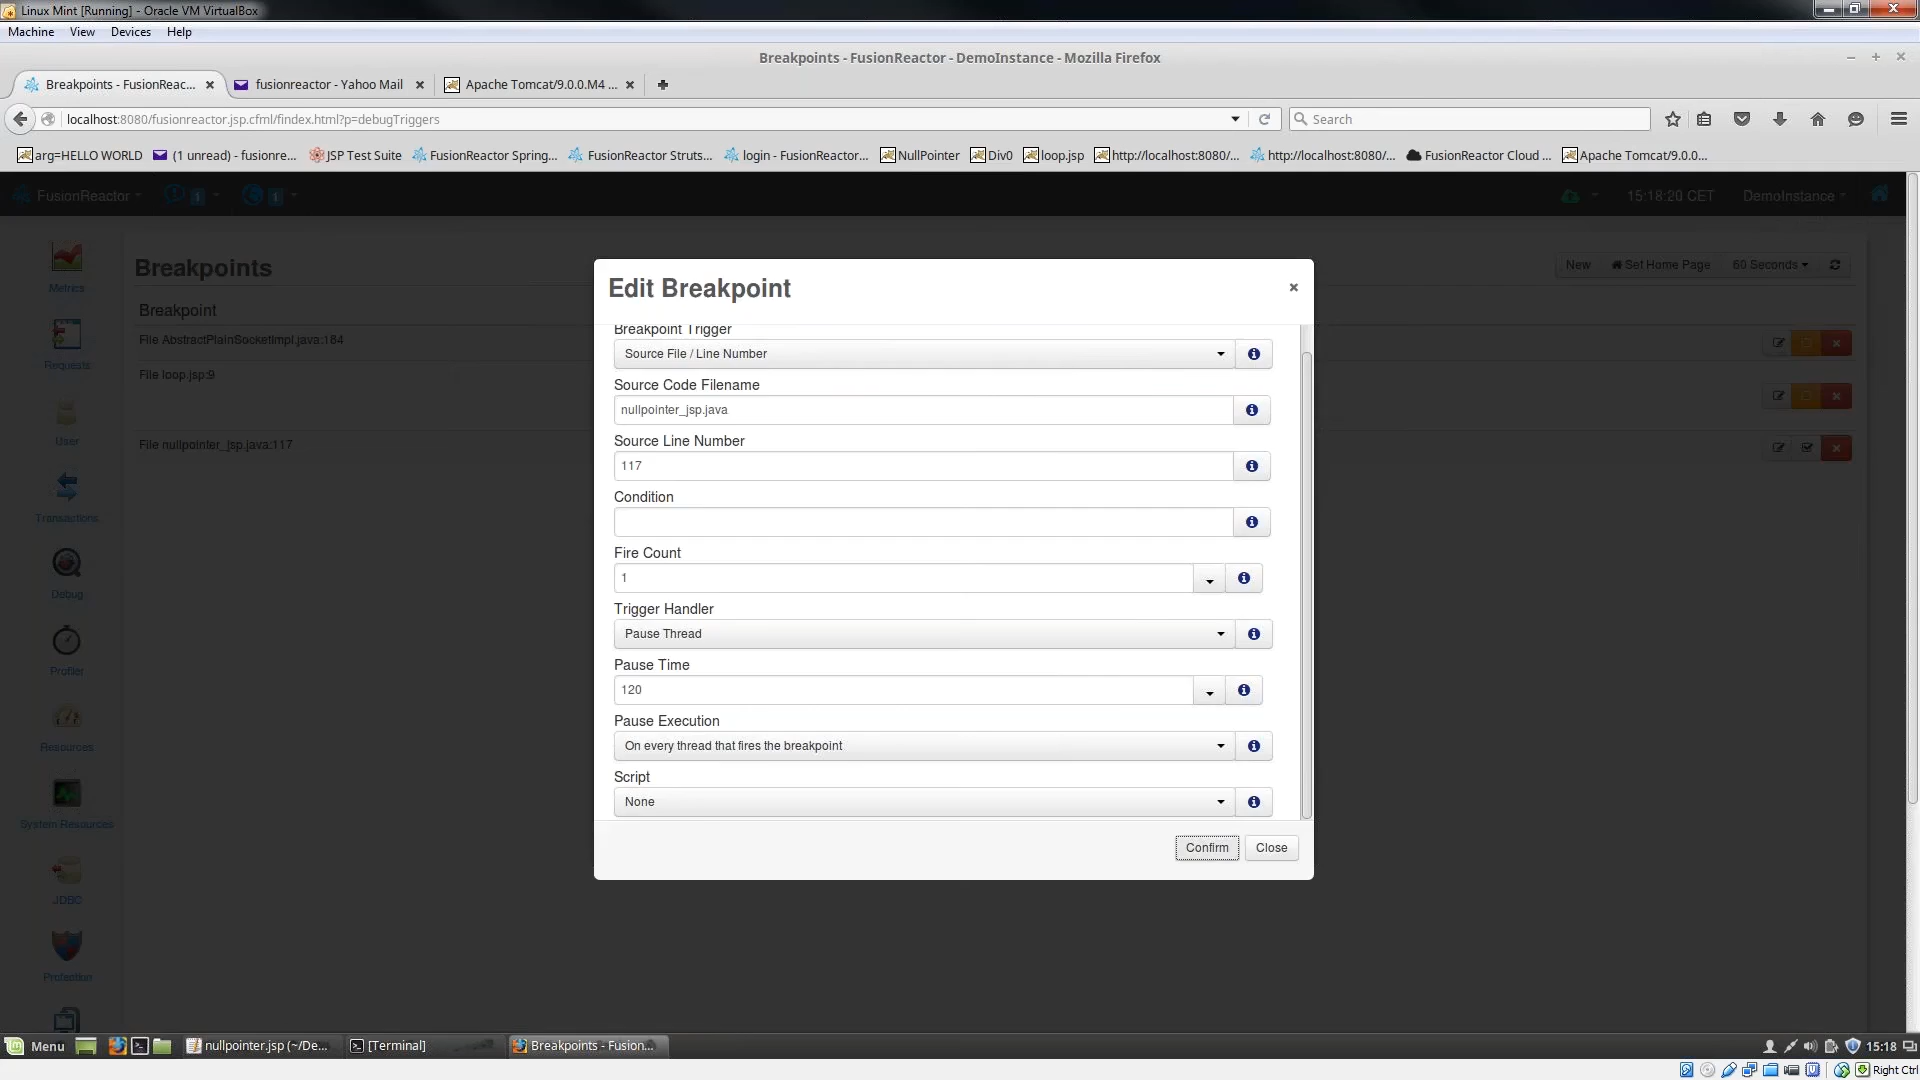 Linux Mint [Running] - Oracle VM VirtualBox
Machine View Devices Help
Breakpoints - FusionReactor - DemoInstance - Mozilla Firefox
Breakpoints - FusionReac... fusionreactor - Yahoo Mail Apache Tomcat/9.0.0.M4 ...
localhost:8080/fusionreactor.jsp.cfml/findex.html?p=debugTriggers Search
arg=HELLO WORLD (1 unread) - fusionre... JSP Test Suite FusionReactor Spring... FusionReactor Struts... login - FusionReactor... NullPointer Div0 loop.jsp http://localhost:8080/... http://localhost:8080/... FusionReactor Cloud ... Apache Tomcat/9.0.0...
FusionReactor 1 1 15:18:20 CET DemoInstance
Metrics
Requests
User
Transactions
Debug
Profiler
Resources
System Resources
JDBC
Protection
Breakpoints New Set Home Page 60 Seconds
Breakpoint
File AbstractPlainSocketImpl.java:184
File loop.jsp:9
File nullpointer_jsp.java:117
Edit Breakpoint
Breakpoint Trigger
Source File / Line Number
Source Code Filename
nullpointer_jsp.java
Source Line Number
117
Condition
Fire Count
1
Trigger Handler
Pause Thread
Pause Time
120
Pause Execution
On every thread that fires the breakpoint
Script
None
Confirm Close
Menu nullpointer.jsp (~/De... [Terminal] Breakpoints - Fusion... 15:18
Right Ctrl